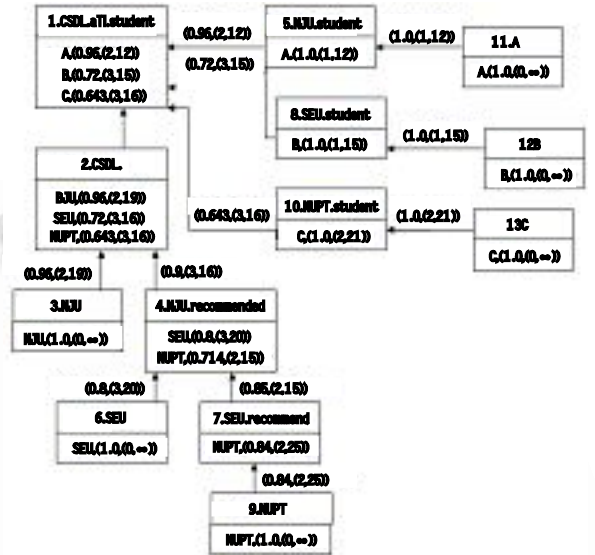 1.CSDL.aTI.student
A,(0.96,(2,12))
B,(0.72,(3,15))
C,(0.643,(3,16))
(0.96,(2,12))
(0.72,(3,15))
5.NJU.student
A.(1.0,(1,12))
(1.0,(1,12))
11.A
A.(1.0,(0,∞))
8.SEU.student
B,(1.0,(1,15))
(1.0,(1,15))
12B
B,(1.0,(0,∞))
2.CSDL.
BJU,(0.96,(2,19))
SEU,(0.72,(3,16))
NUPT,(0.643,(3,16))
(0.643,(3,16))
10.NUPT.student
C,(1.0,(2,21))
(1.0,(2,21))
13C
C,(1.0,(0,∞))
(0.96,(2,19))
(0.9,(3,16))
3.NJU
NJU,(1.0,(0,∞))
4.NJU.recommended
SEU,(0.8,(3,20))
NUPT,(0.714,(2,15))
(0.8,(3,20))
(0.85,(2,15))
6.SEU
SEU,(1.0,(0,∞))
7.SEU.recommend
NUPT,(0.84,(2,25))
(0.84,(2,25))
9.NUPT
NUPT,(1.0,(0,∞))